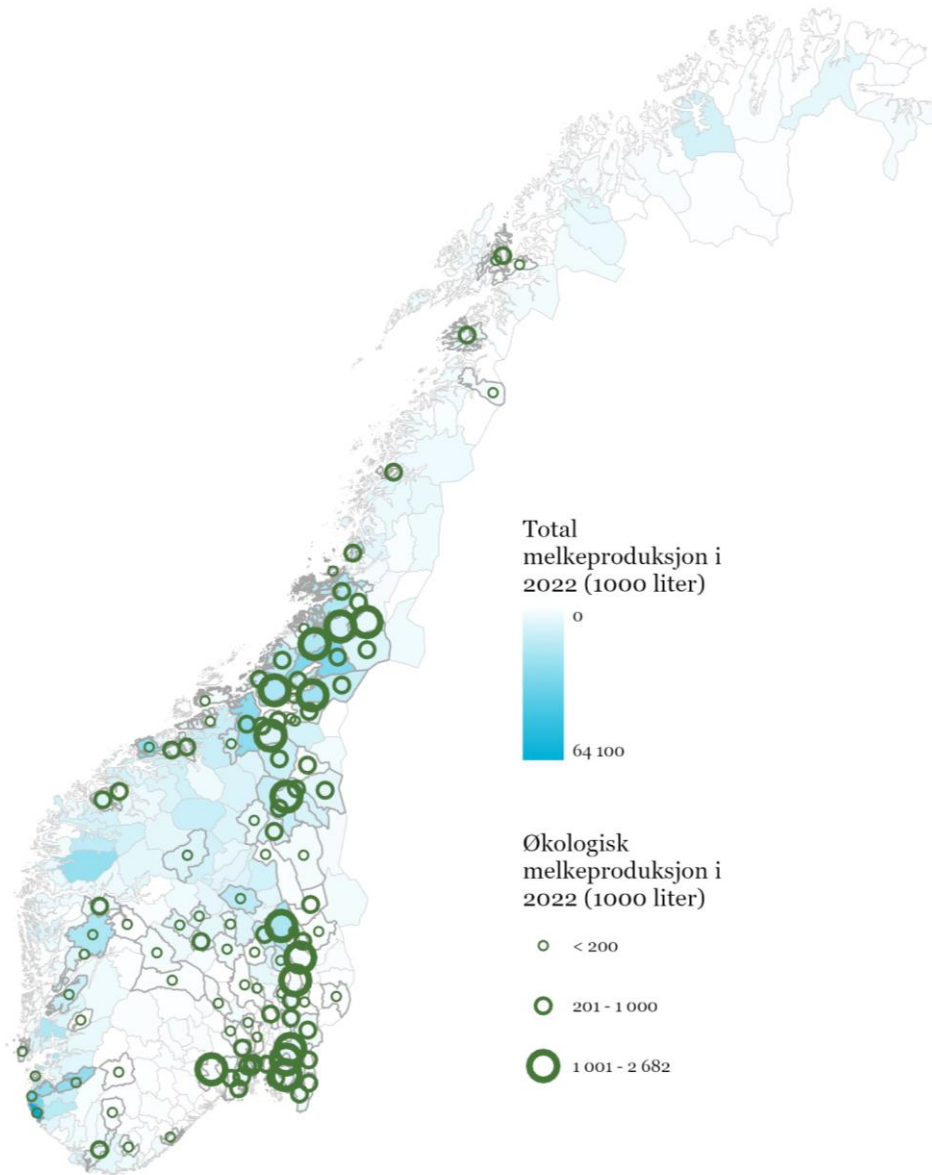 Total
melkeproduksjon i
2022 (1000 liter)
0
64 100
Økologisk
melkeproduksjon i
2022 (1000 liter)
< 200
201 - 1 000
1 001 - 2 682